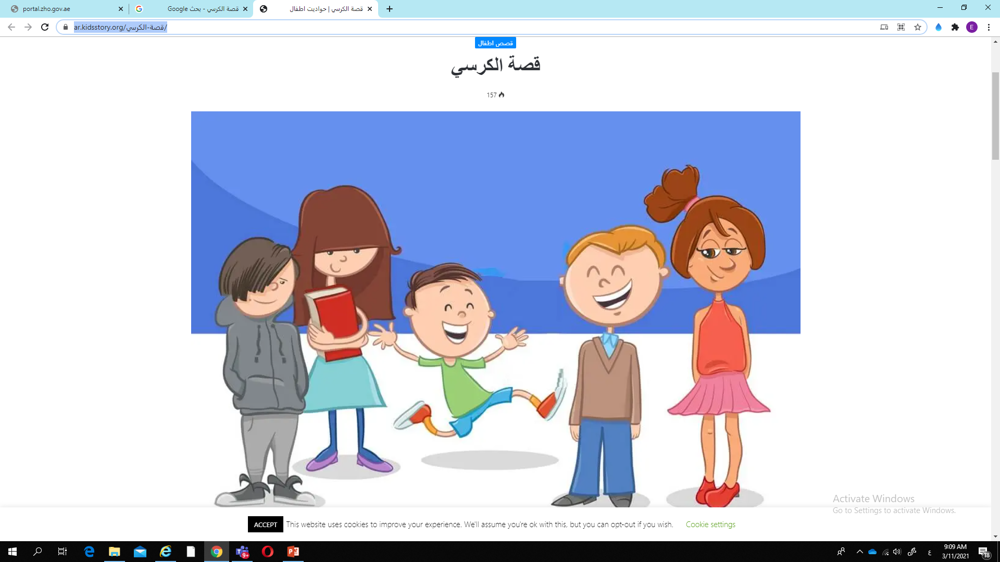 portal.zho.gov.ae
قصة الكرسي - بحث Google
قصة الكرسي | حواديت اطفال
ar.kidsstory.org/قصة-الكرسي/
E
قصص اطفال
قصة الكرسي
157
Activate Windows
Go to Settings to activate Windows.
ACCEPT This website uses cookies to improve your experience. We'll assume you're ok with this, but you can opt-out if you wish. Cookie settings
9+
ع
9:09 AM
3/11/2021
18